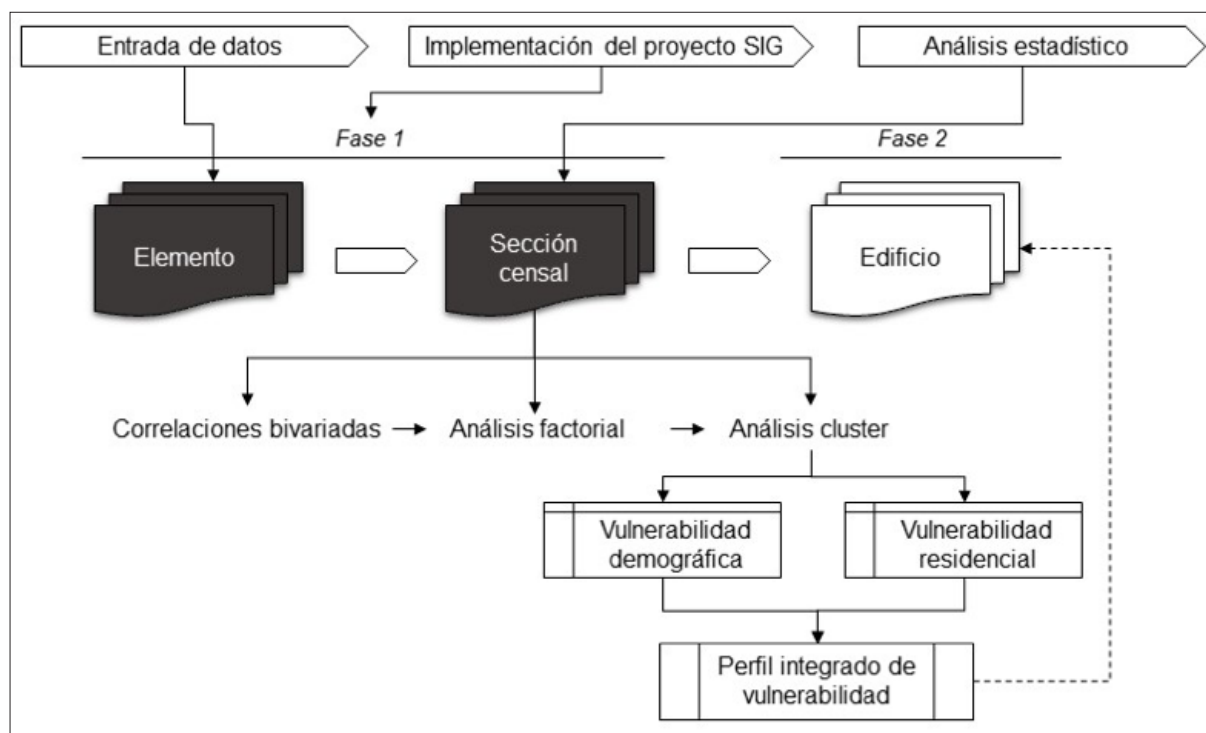 Entrada de datos
Implementación del proyecto SIG
Análisis estadístico
Fase 1
Fase 2
Elemento
Sección
censal
Edificio
Correlaciones bivariadas
Análisis factorial
Análisis cluster
Vulnerabilidad
demográfica
Vulnerabilidad
residencial
Perfil integrado de
vulnerabilidad